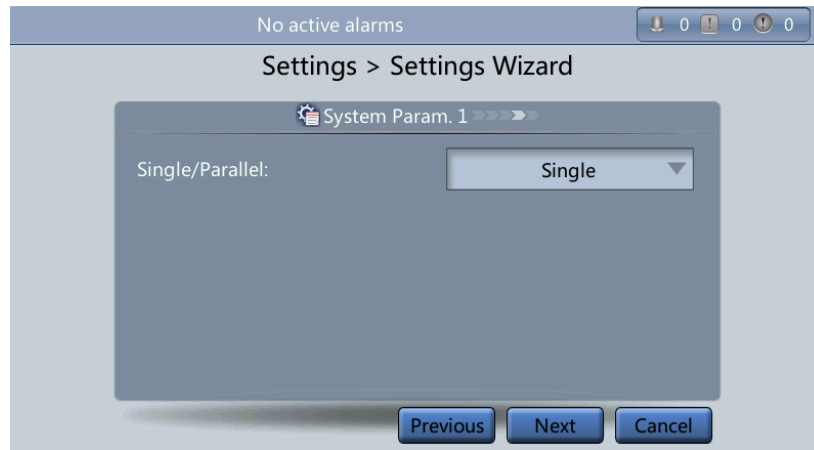 No active alarms 0 0 0
Settings > Settings Wizard
System Param. 1
Single/Parallel: Single
Previous Next Cancel